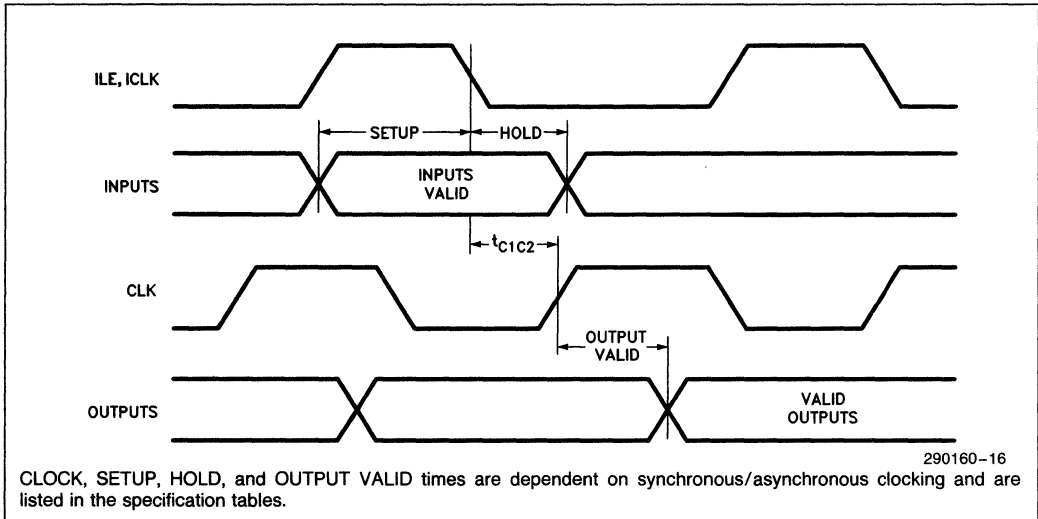 ILE, ICLK
SETUP
HOLD
INPUTS
INPUTS
VALID
tC1C2
CLK
OUTPUT
VALID
OUTPUTS
VALID
OUTPUTS
290160-16
CLOCK, SETUP, HOLD, and OUTPUT VALID times are dependent on synchronous/asynchronous clocking and are
listed in the specification tables.